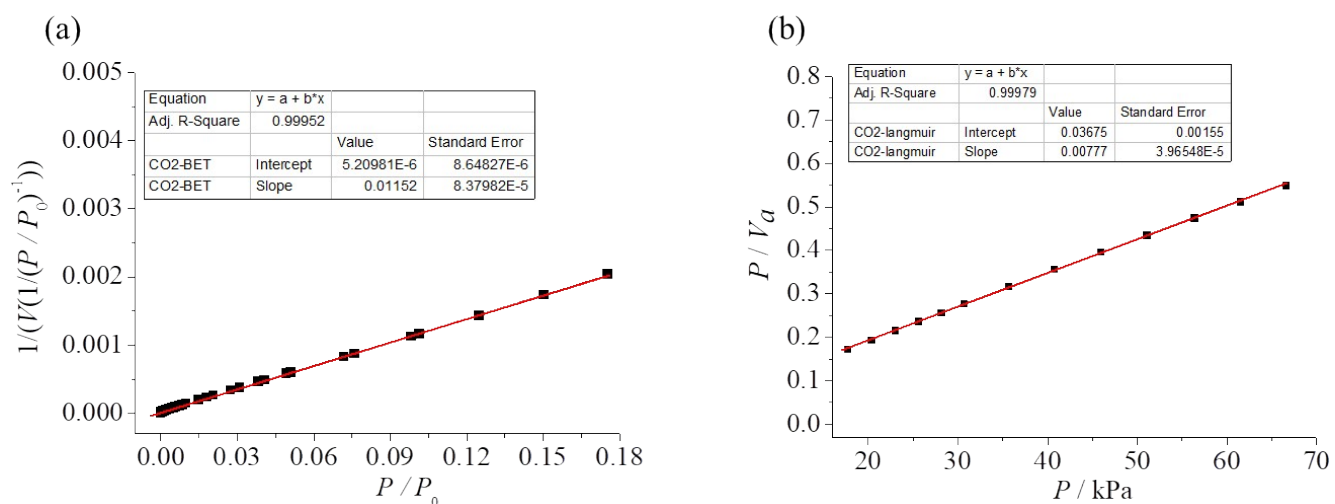 (a)
0.005
0.004
0.003
0.002
0.001
0.000
1/(V(1/(P / P₀)⁻¹))
Equation y = a + b*x
Adj. R-Square 0.99952
Value Standard Error
CO2-BET Intercept 5.20981E-6 8.64827E-6
CO2-BET Slope 0.01152 8.37982E-5
0.00 0.03 0.06 0.09 0.12 0.15 0.18
P / P₀
(b)
0.8
0.7
0.6
0.5
0.4
0.3
0.2
0.1
0.0
P / Va
Equation y = a + b*x
Adj. R-Square 0.99979
Value Standard Error
CO2-langmuir Intercept 0.03675 0.00155
CO2-langmuir Slope 0.00777 3.96548E-5
20 30 40 50 60 70
P / kPa